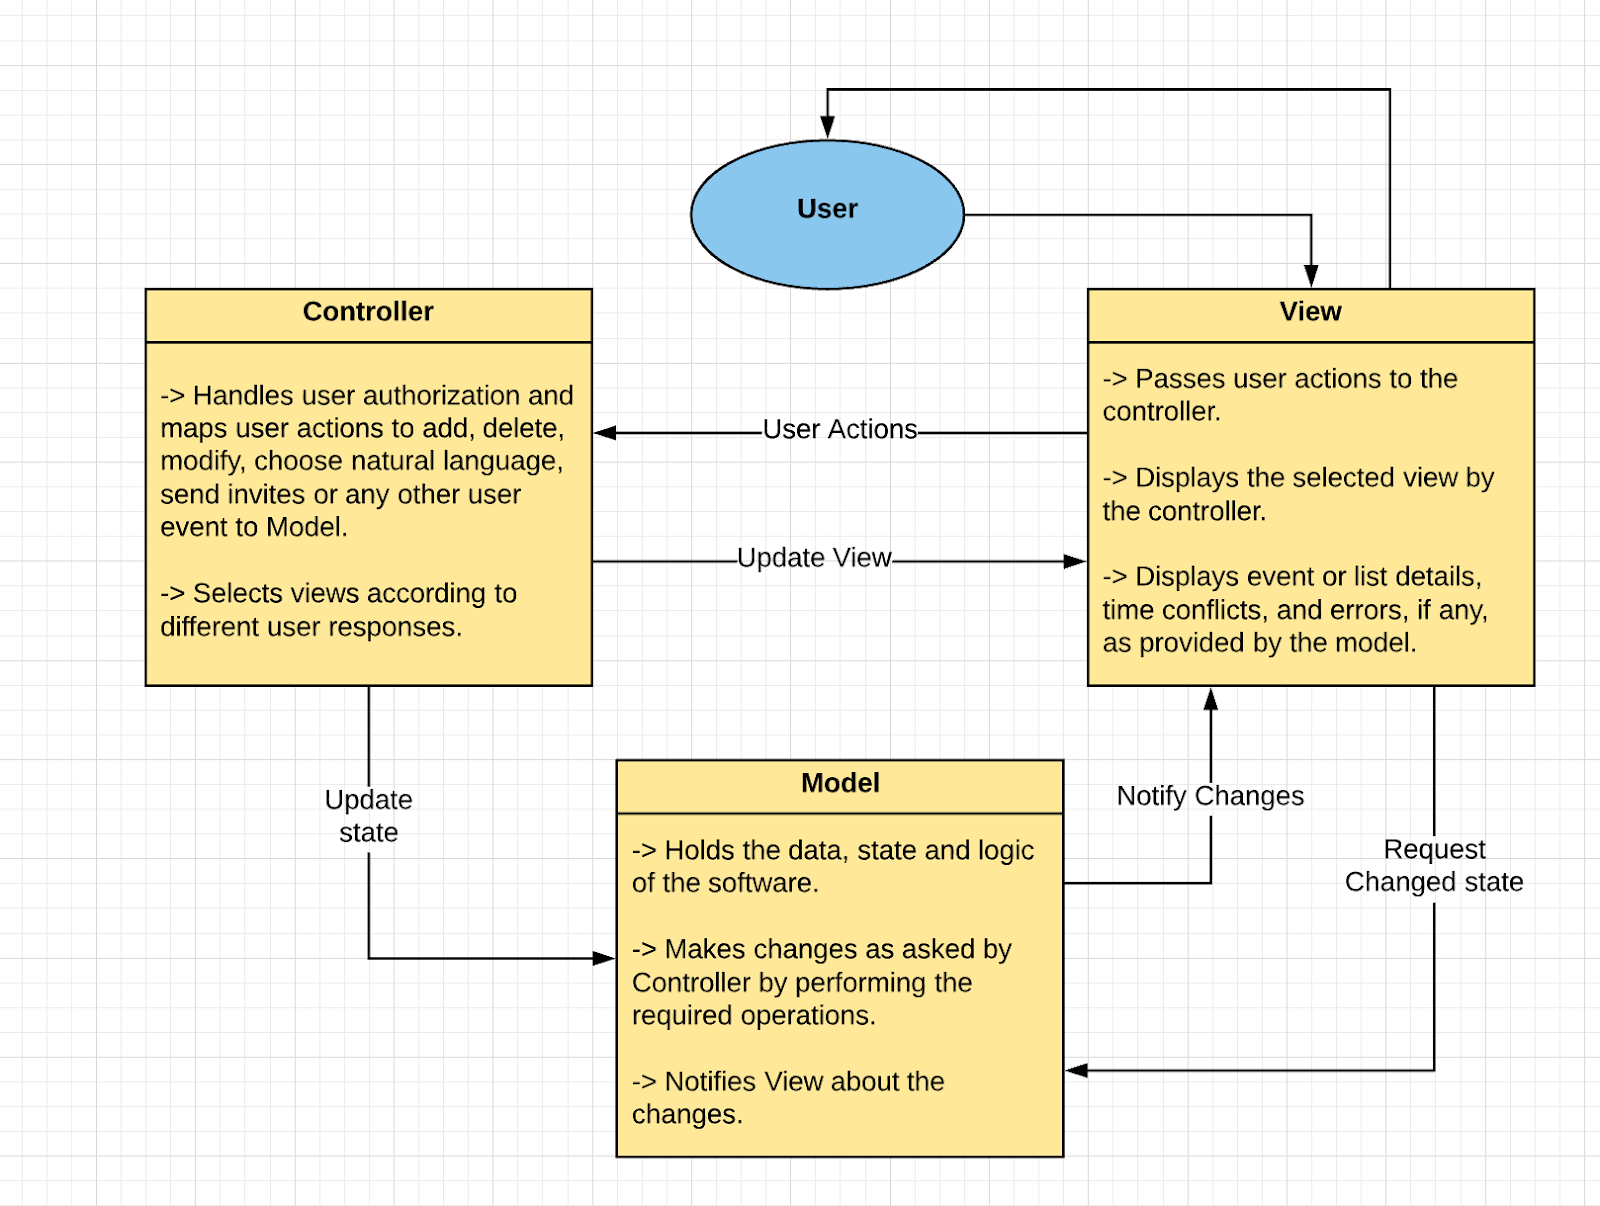 User
Controller
-> Handles user authorization and
maps user actions to add, delete,
modify, choose natural language,
send invites or any other user
event to Model.
-> Selects views according to
different user responses.
User Actions
Update View
View
-> Passes user actions to the
controller.
-> Displays the selected view by
the controller.
-> Displays event or list details,
time conflicts, and errors, if any,
as provided by the model.
Update
state
Model
-> Holds the data, state and logic
of the software.
-> Makes changes as asked by
Controller by performing the
required operations.
-> Notifies View about the
changes.
Notify Changes
Request
Changed state